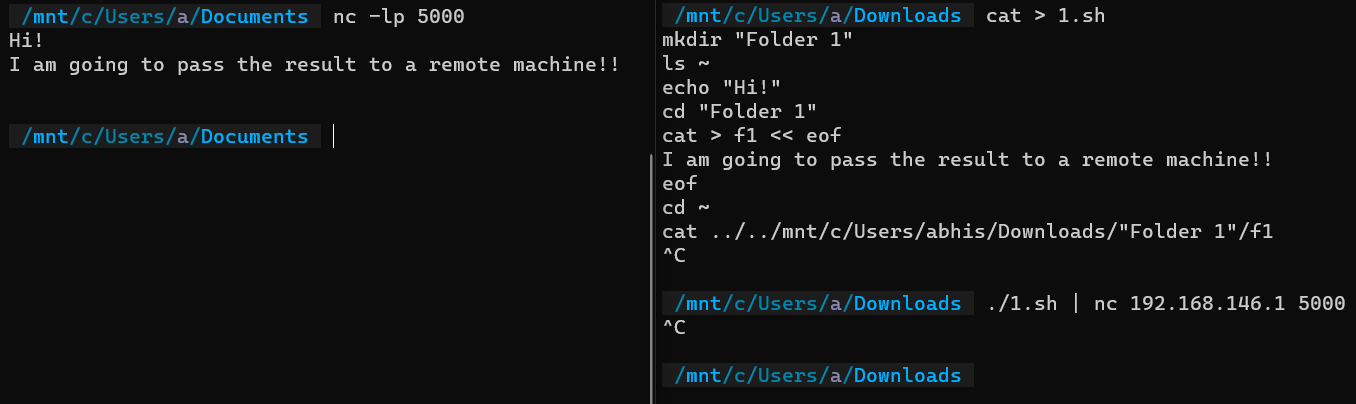 /mnt/c/Users/a/Documents nc -lp 5000
Hi!
I am going to pass the result to a remote machine!!
/mnt/c/Users/a/Documents
/mnt/c/Users/a/Downloads cat > 1.sh
mkdir "Folder 1"
ls ~
echo "Hi!"
cd "Folder 1"
cat > f1 << eof
I am going to pass the result to a remote machine!!
eof
cd ~
cat ../../mnt/c/Users/abhis/Downloads/"Folder 1"/f1
^C
/mnt/c/Users/a/Downloads ./1.sh | nc 192.168.146.1 5000
^C
/mnt/c/Users/a/Downloads